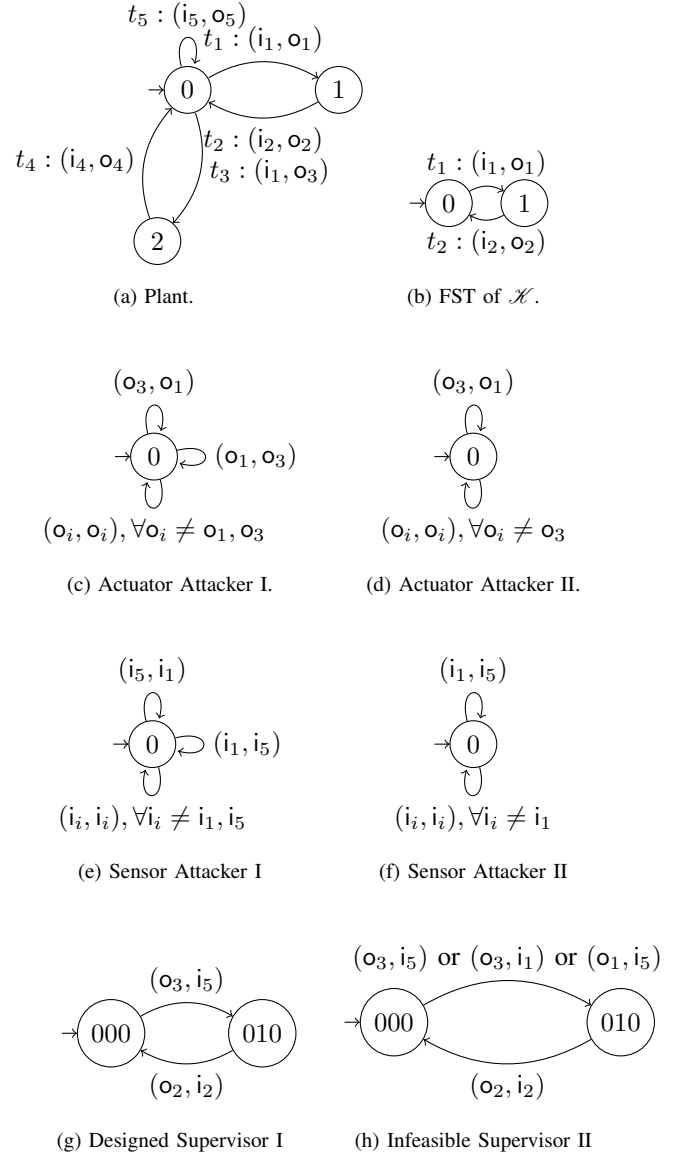 t₅ : (i₅, o₅)
t₁ : (i₁, o₁)
0
1
t₂ : (i₂, o₂)
t₄ : (i₄, o₄)
t₃ : (i₁, o₃)
2
(a) Plant.
t₁ : (i₁, o₁)
0
1
t₂ : (i₂, o₂)
(b) FST of 𝒦.
(o₃, o₁)
0
(o₁, o₃)
(oᵢ, oᵢ), ∀oᵢ ≠ o₁, o₃
(c) Actuator Attacker I.
(o₃, o₁)
0
(oᵢ, oᵢ), ∀oᵢ ≠ o₃
(d) Actuator Attacker II.
(i₅, i₁)
0
(i₁, i₅)
(iᵢ, iᵢ), ∀iᵢ ≠ i₁, i₅
(e) Sensor Attacker I
(i₁, i₅)
0
(iᵢ, iᵢ), ∀iᵢ ≠ i₁
(f) Sensor Attacker II
(o₃, i₅)
000
010
(o₂, i₂)
(g) Designed Supervisor I
(o₃, i₅) or (o₃, i₁) or (o₁, i₅)
000
010
(o₂, i₂)
(h) Infeasible Supervisor II